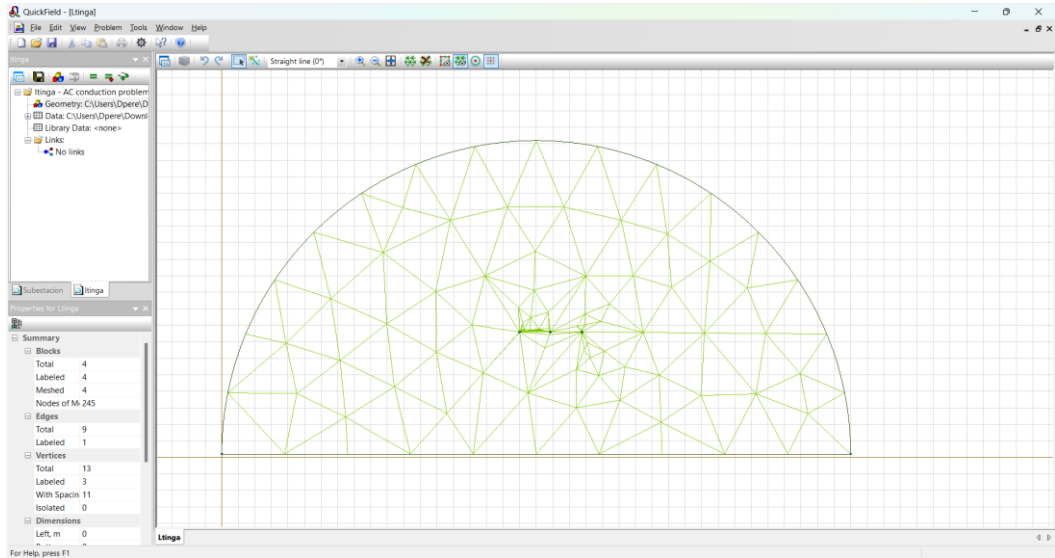 QuickField - [Ltinga]
File Edit View Problem Tools Window Help
Itinga
Straight line (0°)
Itinga - AC conduction problem
Geometry: C:\Users\Dpere\D
Data: C:\Users\Dpere\Downl
Library Data: <none>
Links:
No links
Subestacion
Itinga
Properties for Ltinga
Summary
Blocks
Total 4
Labeled 4
Meshed 4
Nodes of M 245
Edges
Total 9
Labeled 1
Vertices
Total 13
Labeled 3
With Spacin 11
Isolated 0
Dimensions
Left, m 0
Ltinga
For Help, press F1